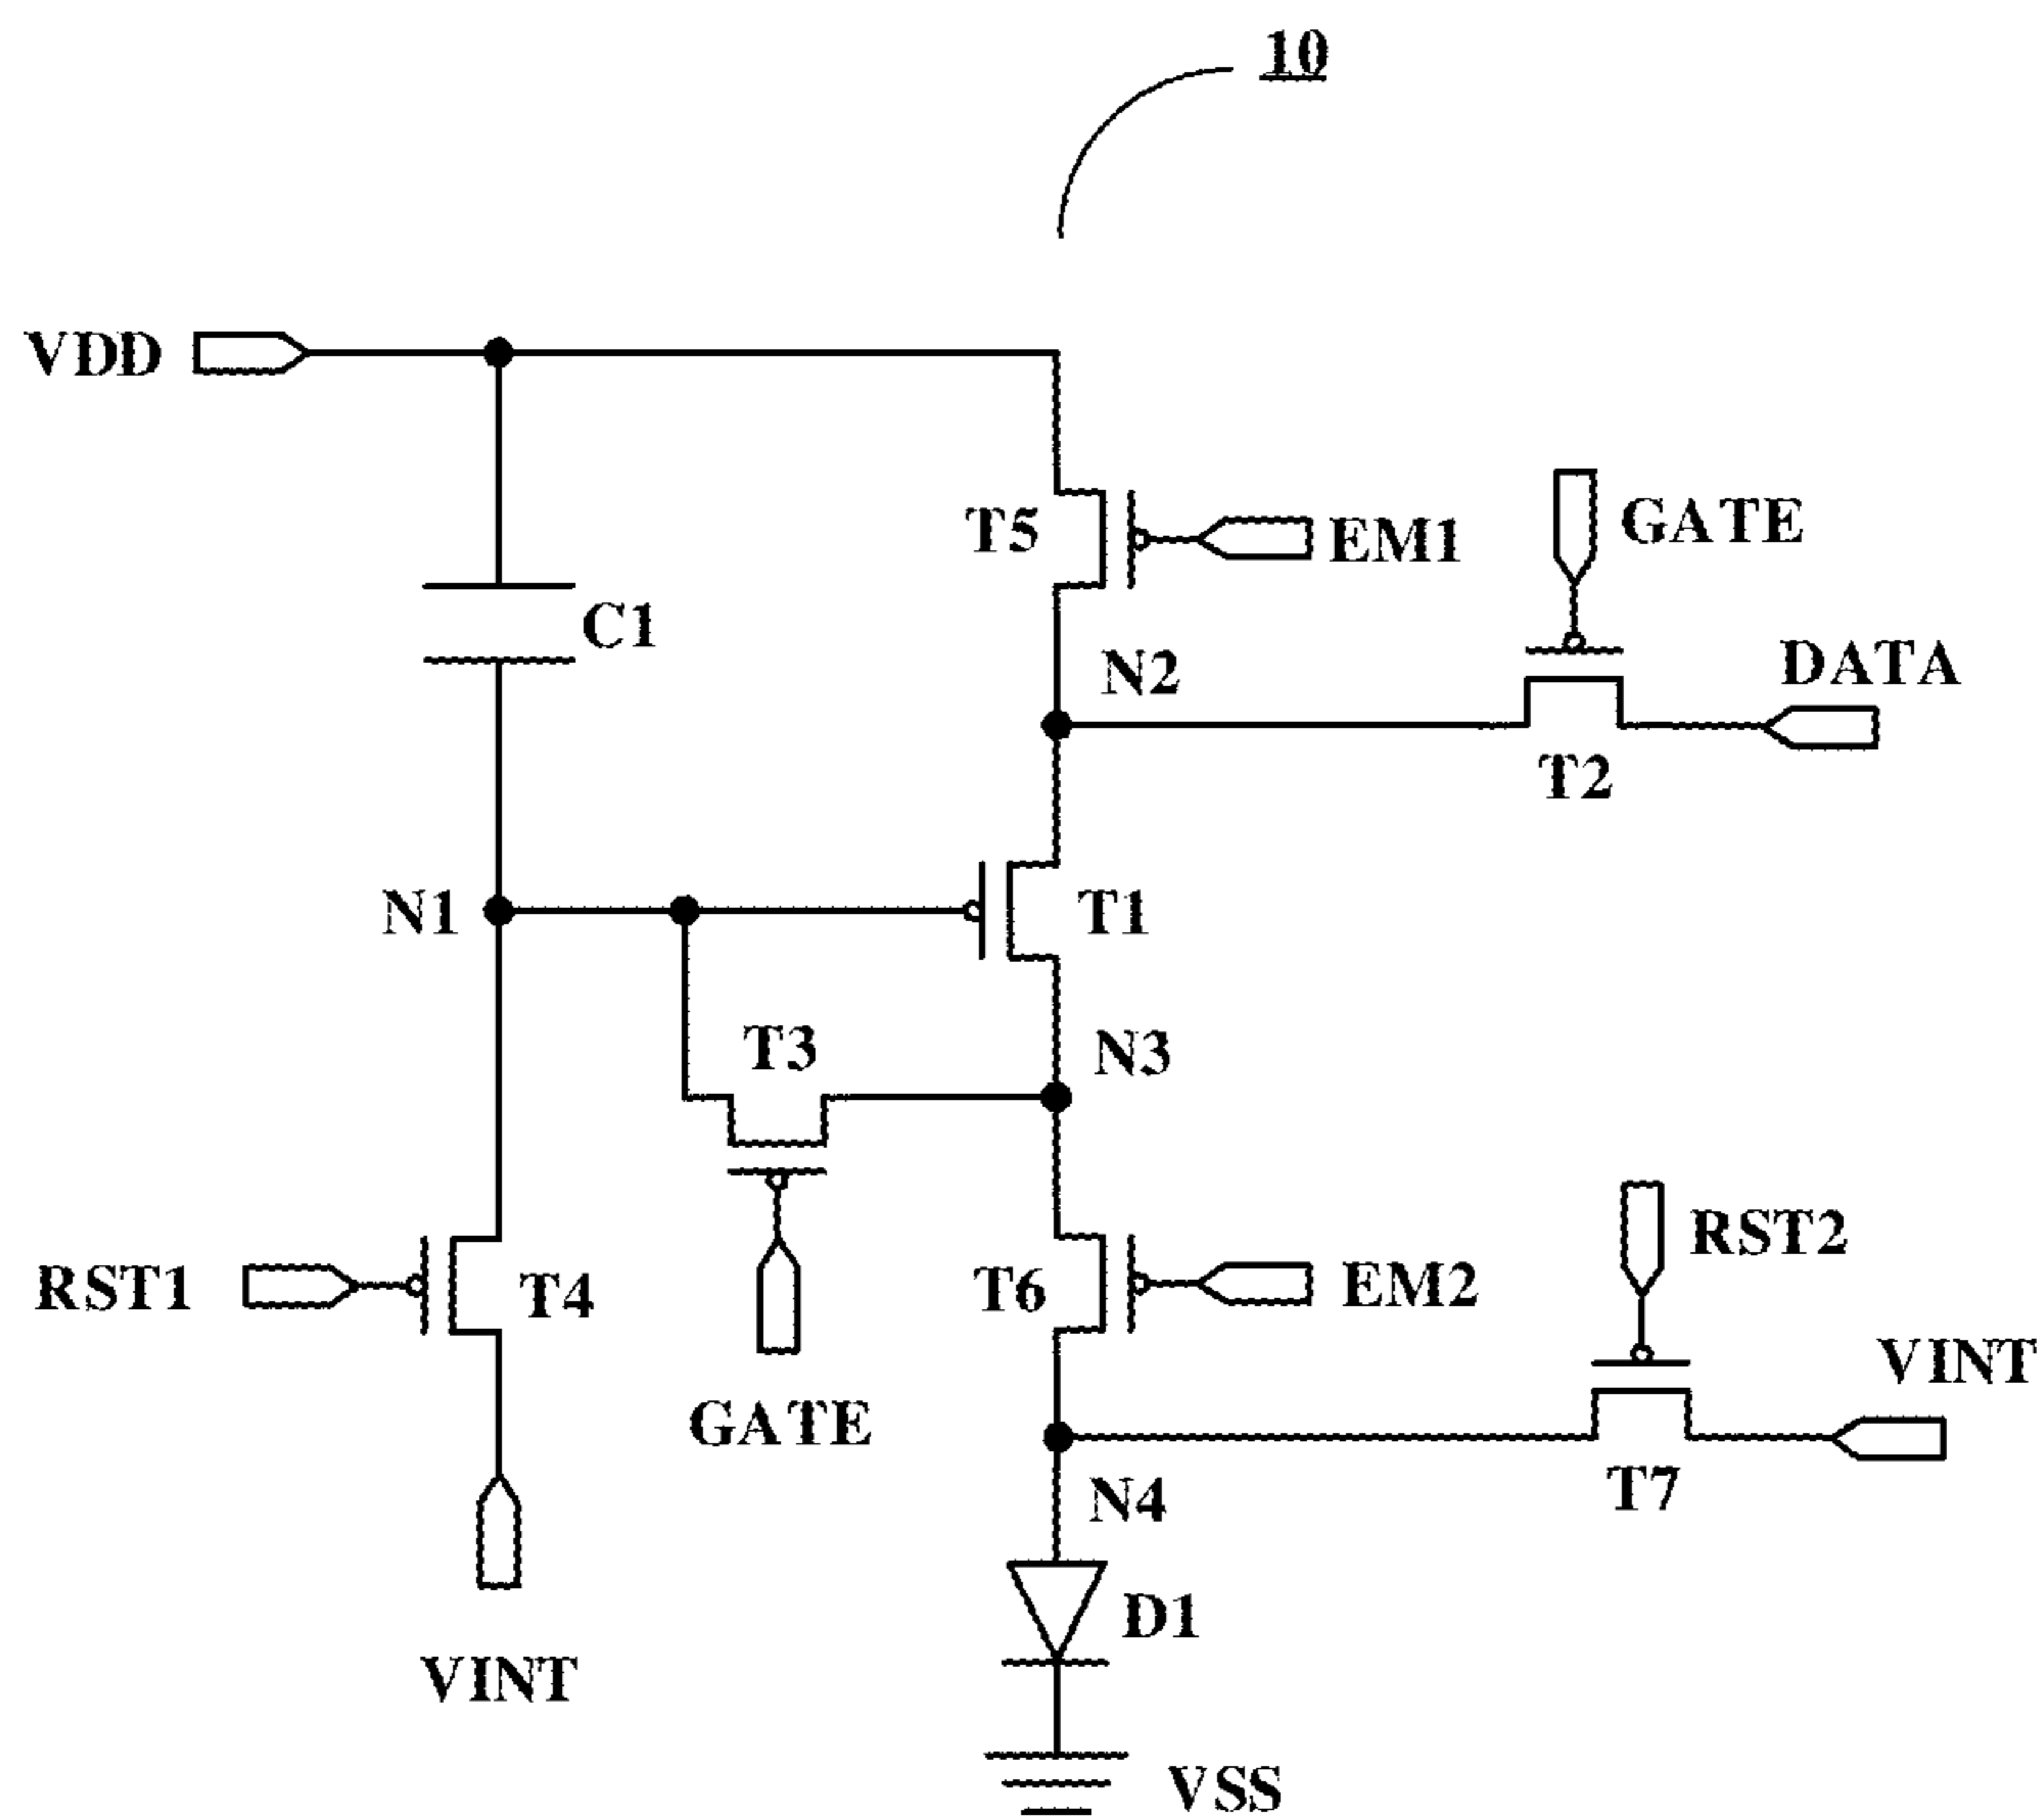 10
VDD
T5
EM1
GATE
C1
N2
DATA
T2
N1
T1
T3
N3
RST1
T4
T6
EM2
RST2
GATE
VINT
N4
T7
D1
VINT
VSS